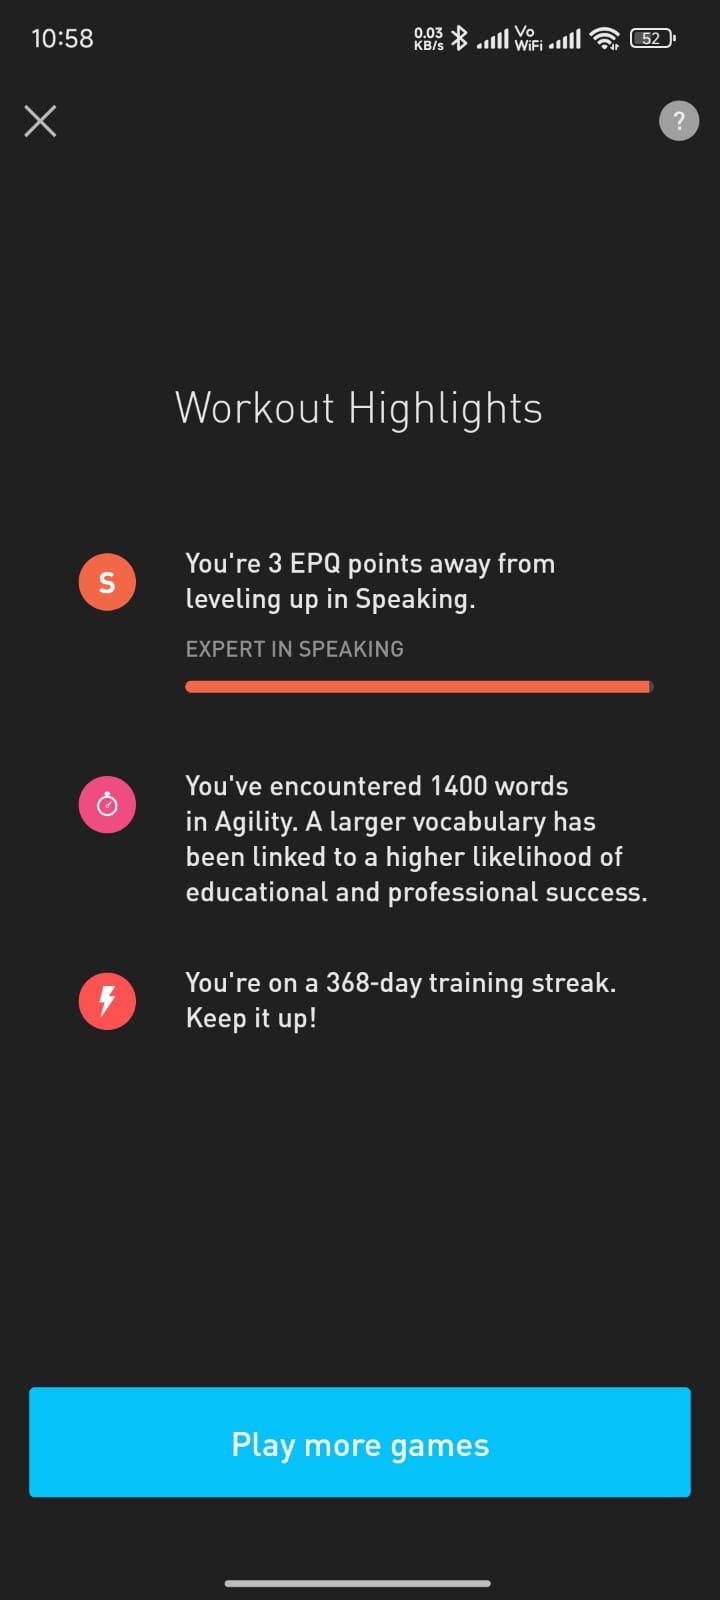 10:58
0.03
KB/s
Vo
WiFi
52
?
Workout Highlights
S
You're 3 EPQ points away from
leveling up in Speaking.
EXPERT IN SPEAKING
You've encountered 1400 words
in Agility. A larger vocabulary has
been linked to a higher likelihood of
educational and professional success.
You're on a 368-day training streak.
Keep it up!
Play more games